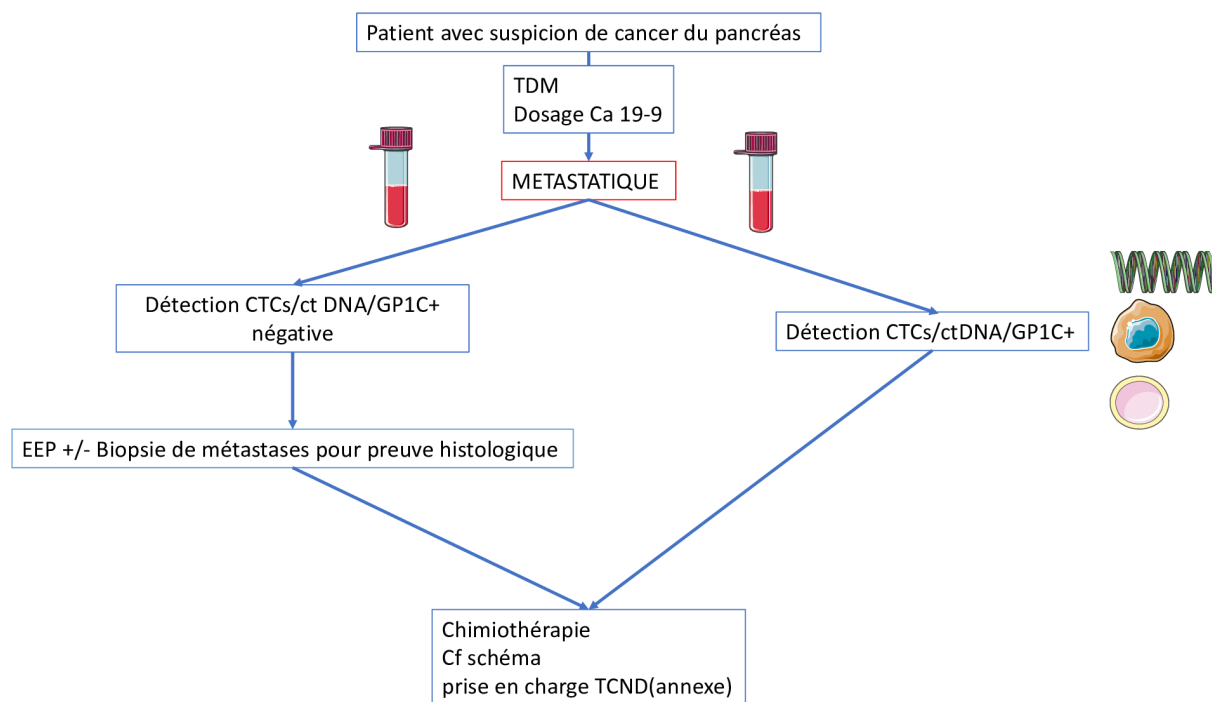 Patient avec suspicion de cancer du pancréas
TDM
Dosage Ca 19-9
METASTATIQUE
Détection CTCs/ct DNA/GP1C+
négative
Détection CTCs/ctDNA/GP1C+
EEP +/- Biopsie de métastases pour preuve histologique
Chimiothérapie
Cf schéma
prise en charge TCND(annexe)